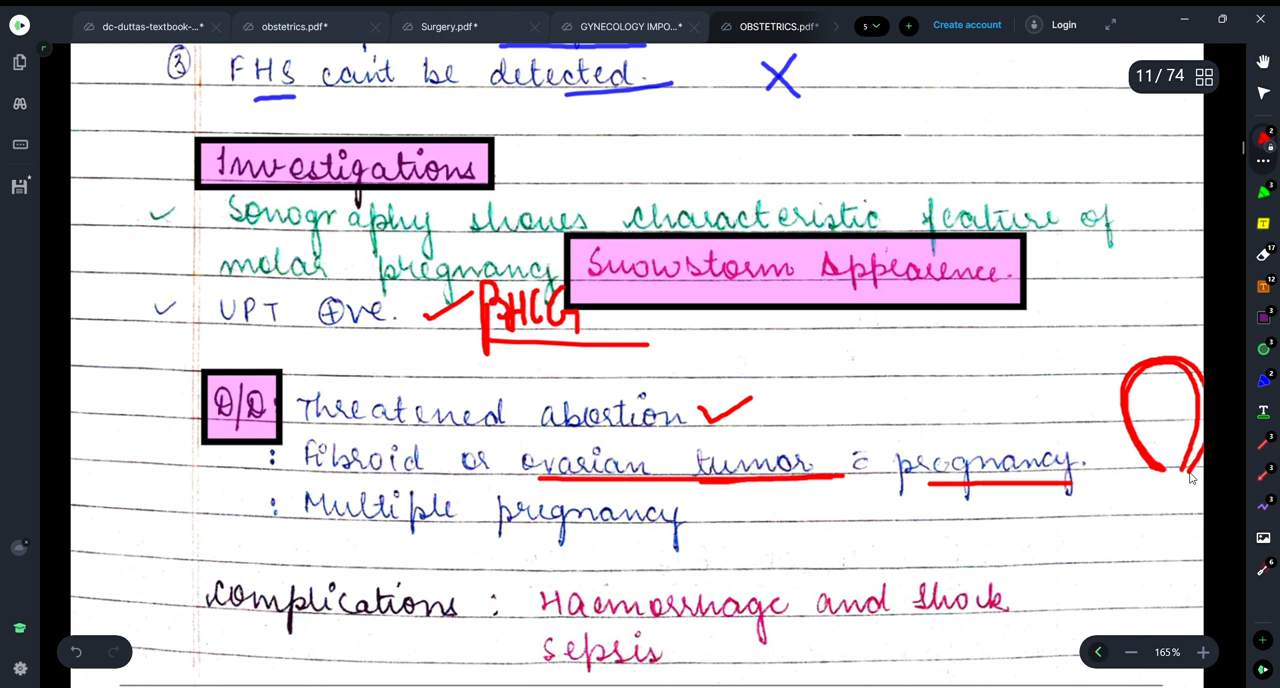 dc-duttas-textbook-...*
obstetrics.pdf*
Surgery.pdf*
GYNECOLOGY IMPO...*
OBSTETRICS.pdf*
5
Create account
Login
11 / 74
③ FHS can't be detected. X
Investigations
✓ Sonography shows characteristic feature of
molar pregnancy Snowstorm Appearence.
✓ UPT ⊕ve. ✓ βHCG
D/D: Threatened abortion ✓
: Fibroid or ovarian tumor c̄ pregnancy.
: Multiple pregnancy
Complications : Haemorrhage and shock
sepsis
165%